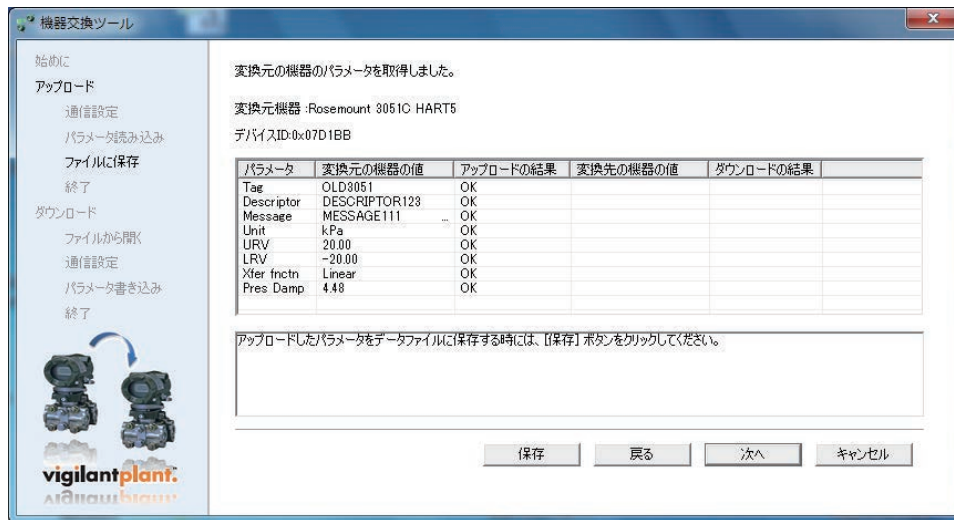 機器交換ツール
始めに
アップロード
通信設定
パラメータ読み込み
ファイルに保存
終了
ダウンロード
ファイルから開く
通信設定
パラメータ書き込み
終了
vigilantplant.
変換元の機器のパラメータを取得しました。
変換元機器 :Rosemount 3051C HART5
デバイスID:0x07D1BB
パラメータ 変換元の機器の値 アップロードの結果 変換先の機器の値 ダウンロードの結果
Tag OLD3051 OK
Descriptor DESCRIPTOR123 OK
Message MESSAGE111 ... OK
Unit kPa OK
URV 20.00 OK
LRV -20.00 OK
Xfer fnctn Linear OK
Pres Damp 4.48 OK
アップロードしたパラメータをデータファイルに保存する時には、[保存] ボタンをクリックしてください。
保存 戻る 次へ キャンセル